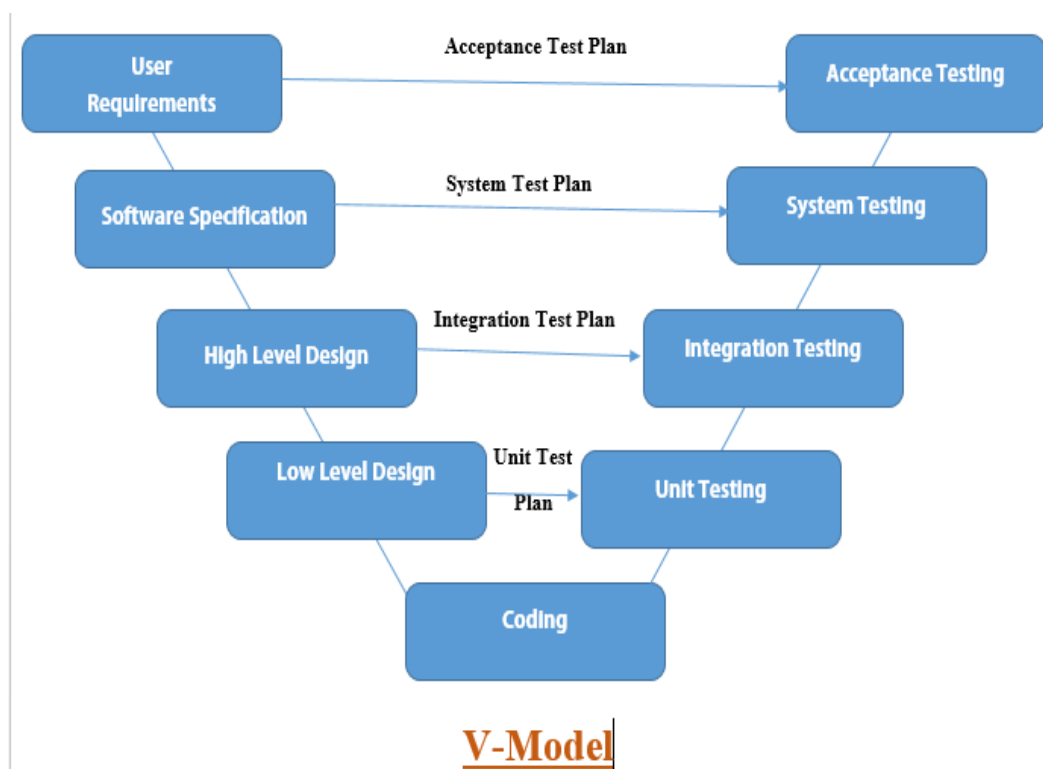 Acceptance Test Plan
User
Requirements
Acceptance Testing
System Test Plan
Software Specification
System Testing
Integration Test Plan
High Level Design
Integration Testing
Unit Test
Plan
Low Level Design
Unit Testing
Coding
V-Model